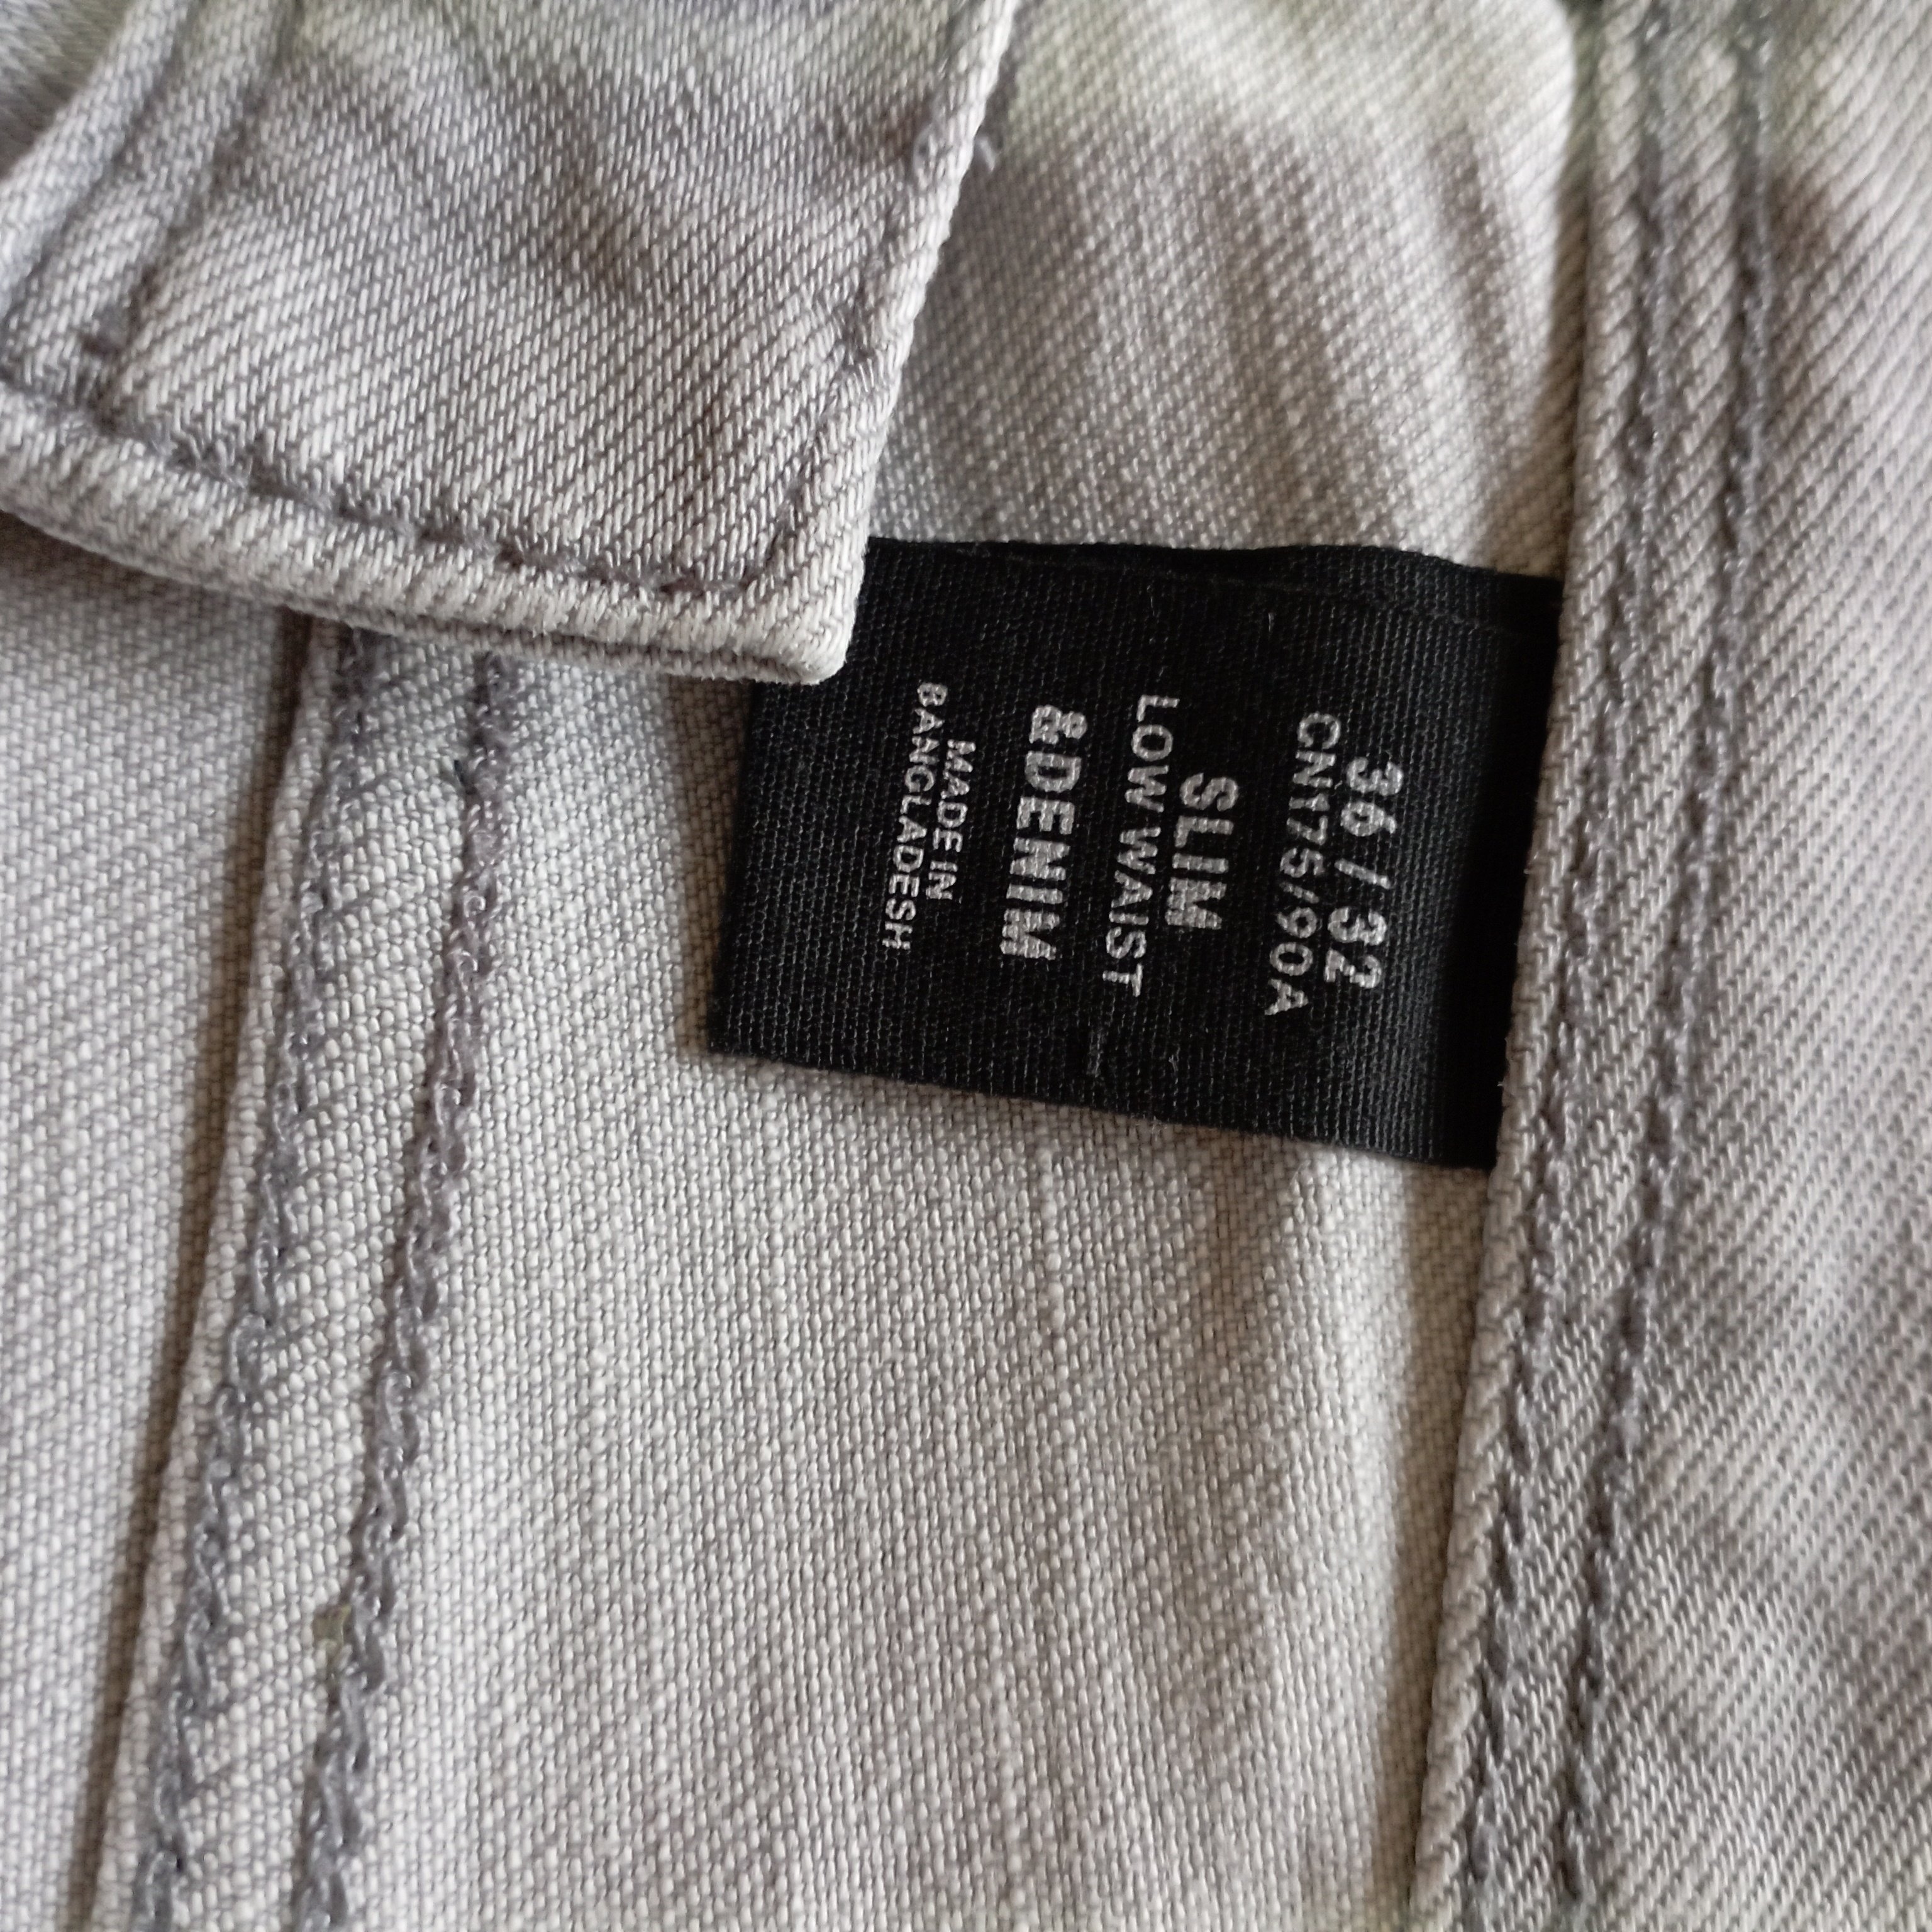 36 / 32
CN175/90A
SLIM
LOW WAIST
&DENIM
MADE IN
BANGLADESH